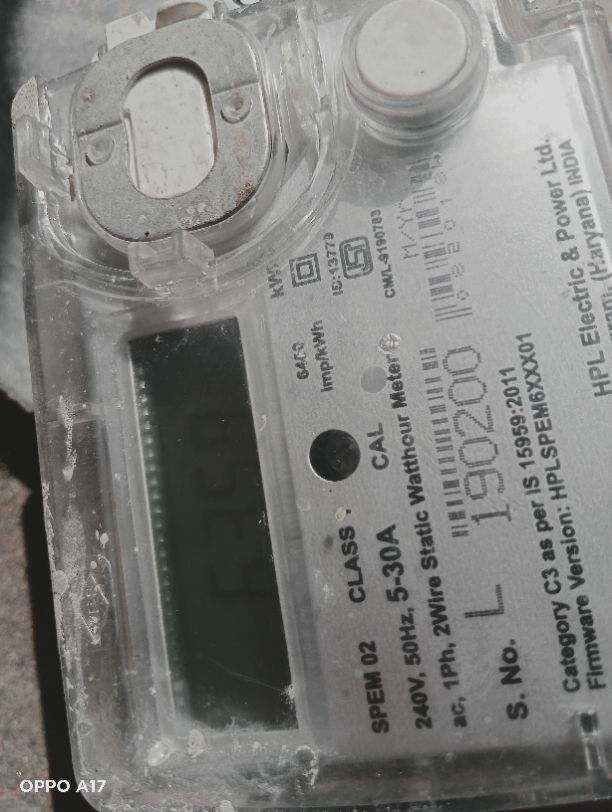 kWh
6400
imp/kWh
IS:13779
CM/L-9190783
CAL
SPEM 02 CLASS 1
240V, 50Hz, 5-30A
ac, 1Ph, 2Wire Static Watthour Meter
S. No. L 190200
Category C3 as per IS 15959:2011
Firmware Version: HPLSPEM6XXX01
HPL Electric & Power Ltd.
(Haryana) INDIA
OPPO A17